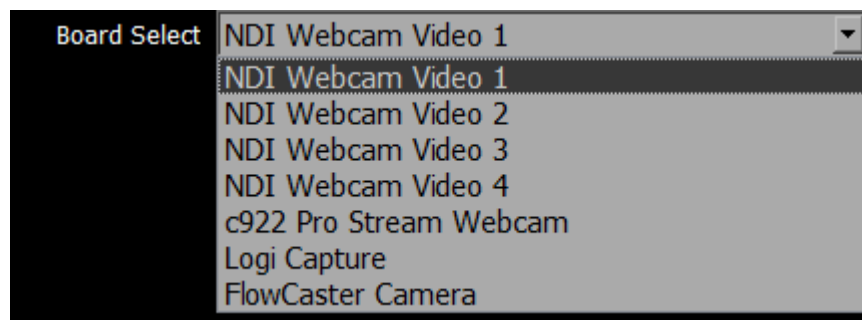 Board Select NDI Webcam Video 1
NDI Webcam Video 1
NDI Webcam Video 2
NDI Webcam Video 3
NDI Webcam Video 4
c922 Pro Stream Webcam
Logi Capture
FlowCaster Camera